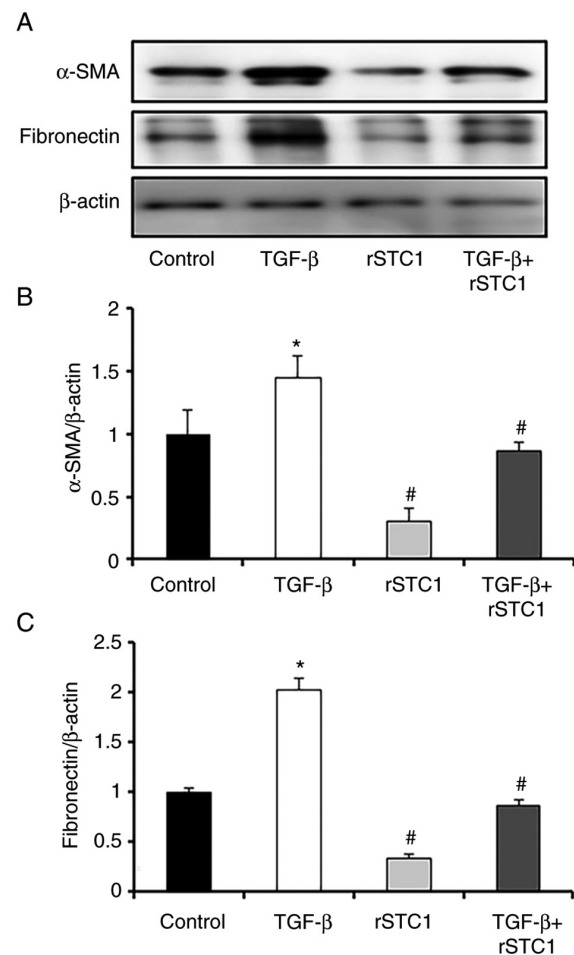 A
α-SMA
Fibronectin
β-actin
Control TGF-β rSTC1 TGF-β+
rSTC1
B
α-SMA/β-actin
2
1.5
1
0.5
0
*
#
#
Control TGF-β rSTC1 TGF-β+
rSTC1
C
Fibronectin/β-actin
2.5
2
1.5
1
0.5
0
*
#
#
Control TGF-β rSTC1 TGF-β+
rSTC1